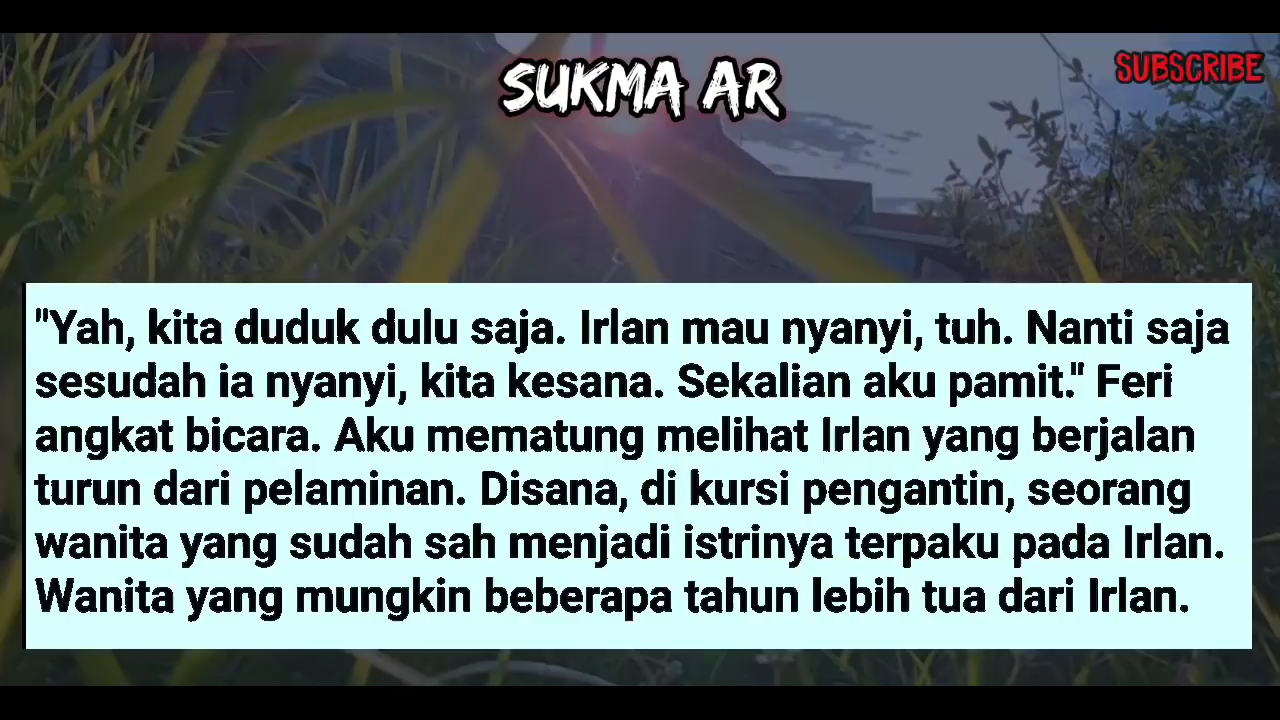 SUKMA AR
SUBSCRIBE
"Yah, kita duduk dulu saja. Irlan mau nyanyi, tuh. Nanti saja
sesudah ia nyanyi, kita kesana. Sekalian aku pamit." Feri
angkat bicara. Aku mematung melihat Irlan yang berjalan
turun dari pelaminan. Disana, di kursi pengantin, seorang
wanita yang sudah sah menjadi istrinya terpaku pada Irlan.
Wanita yang mungkin beberapa tahun lebih tua dari Irlan.